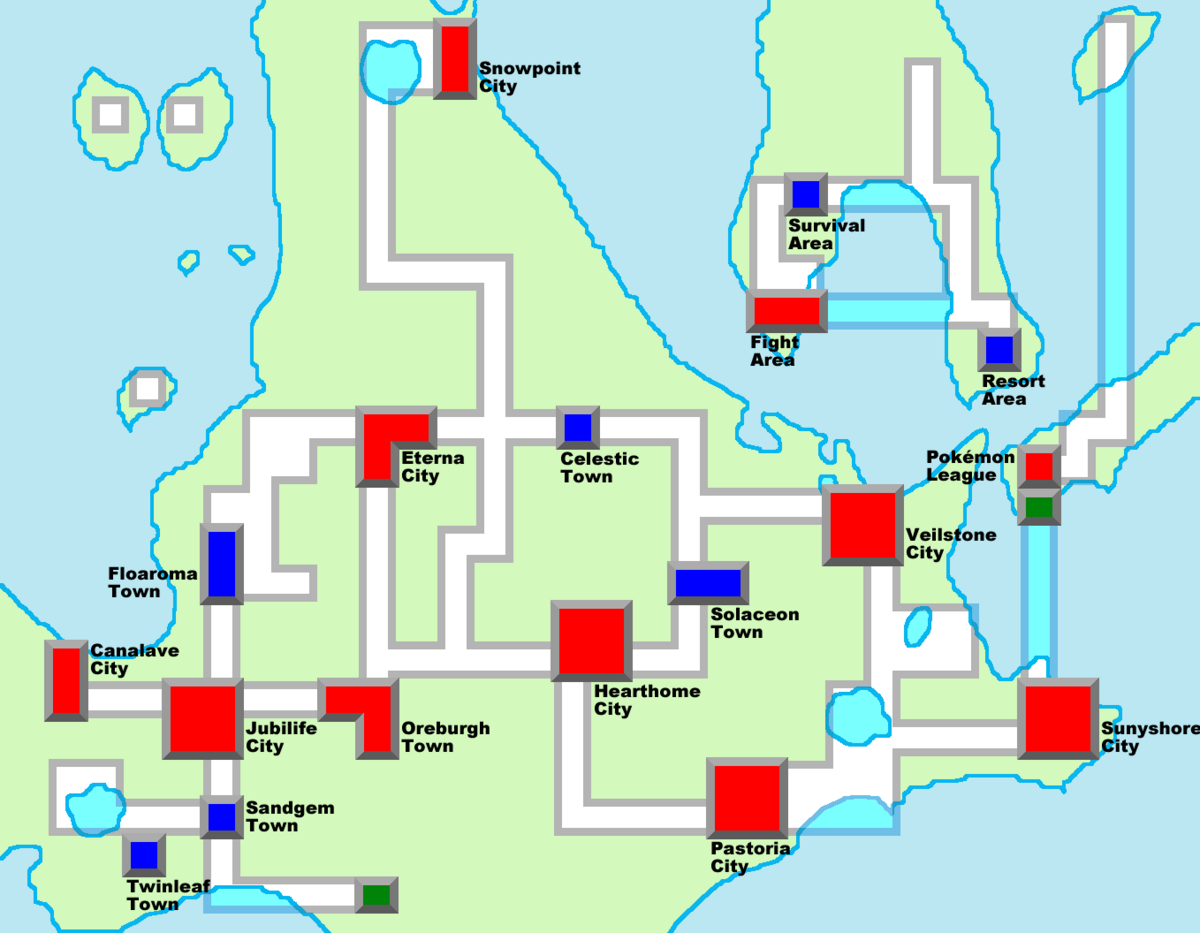 Snowpoint
City
Survival
Area
Fight
Area
Resort
Area
Eterna
City
Celestic
Town
Pokémon
League
Veilstone
City
Floaroma
Town
Solaceon
Town
Canalave
City
Hearthome
City
Jubilife
City
Oreburgh
Town
Sunyshore
City
Sandgem
Town
Pastoria
City
Twinleaf
Town